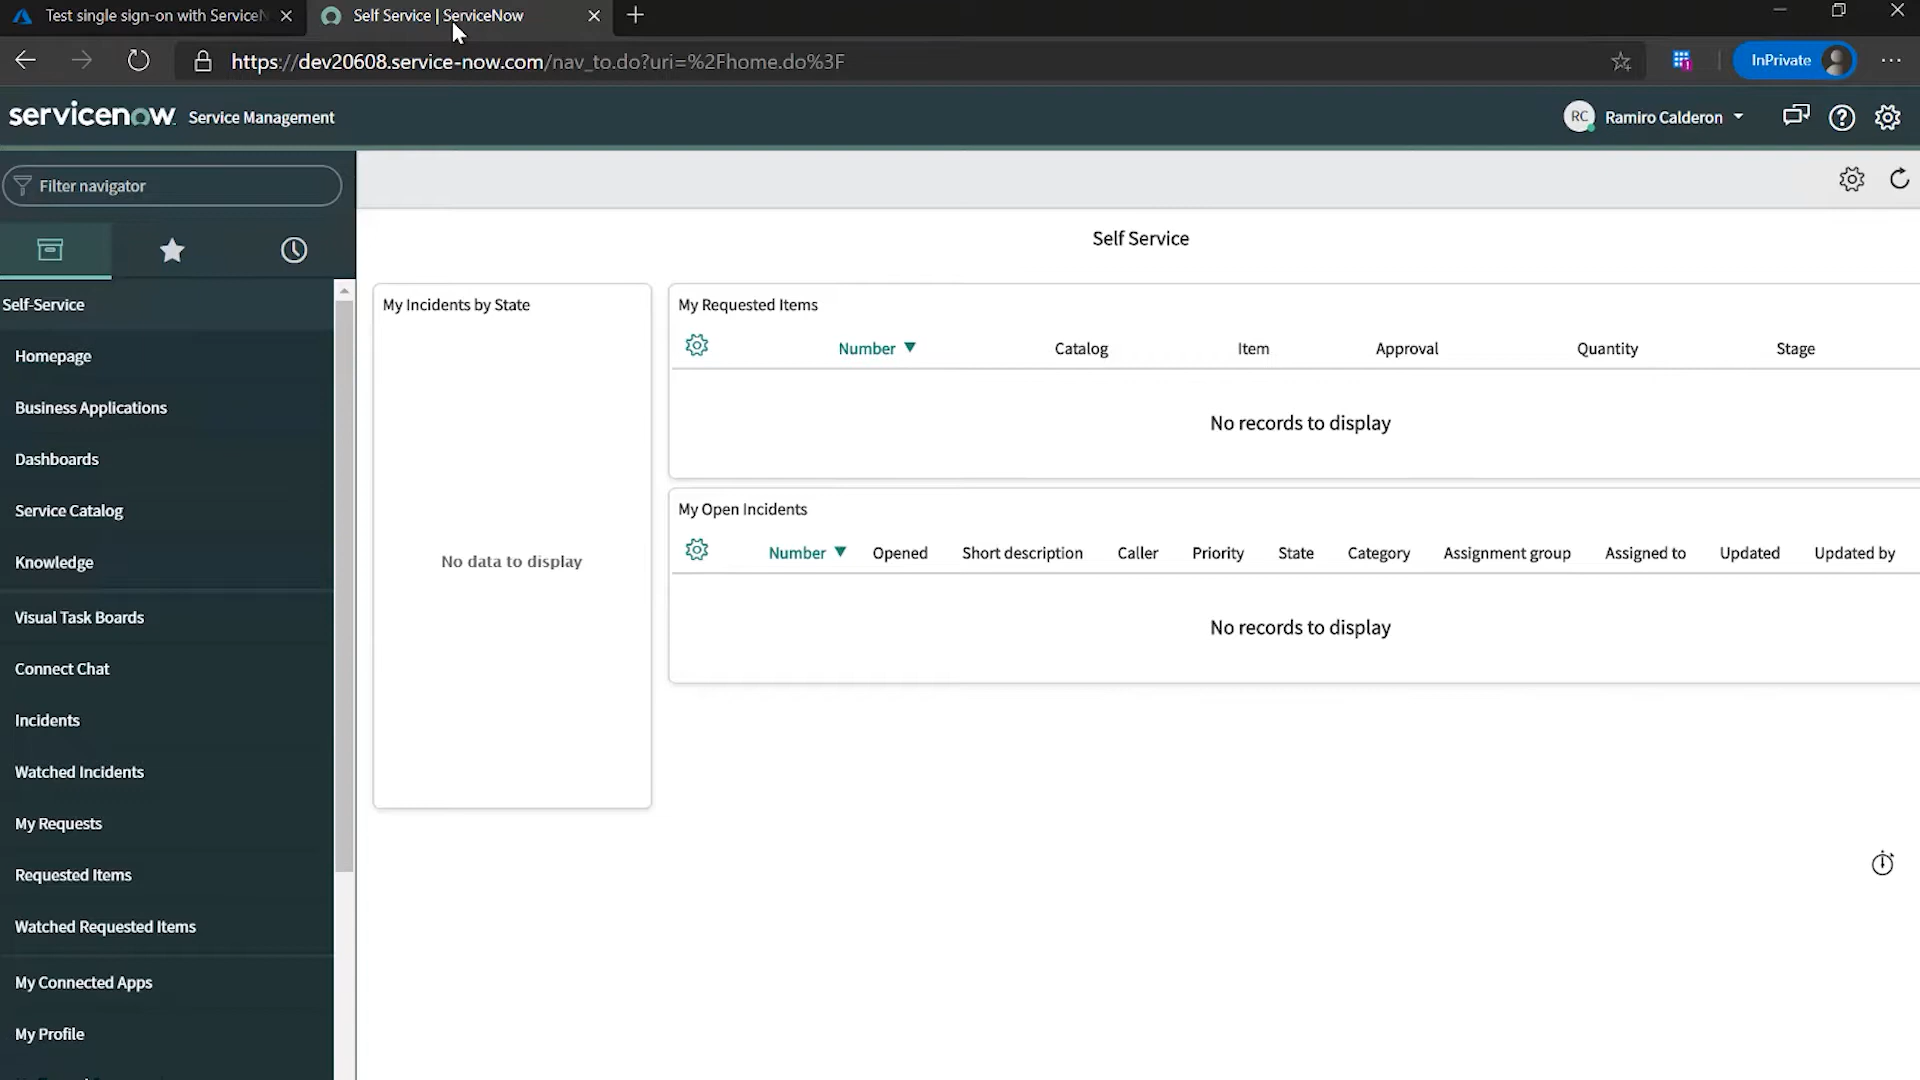 Test single sign-on with ServiceN
Self Service | ServiceNow
https://dev20608.service-now.com/nav_to.do?uri=%2Fhome.do%3F
1
InPrivate
servicenow Service Management
RC Ramiro Calderon
Filter navigator
Self-Service
Homepage
Business Applications
Dashboards
Service Catalog
Knowledge
Visual Task Boards
Connect Chat
Incidents
Watched Incidents
My Requests
Requested Items
Watched Requested Items
My Connected Apps
My Profile
Self Service
My Incidents by State
No data to display
My Requested Items
Number Catalog Item Approval Quantity Stage
No records to display
My Open Incidents
Number Opened Short description Caller Priority State Category Assignment group Assigned to Updated Updated by
No records to display